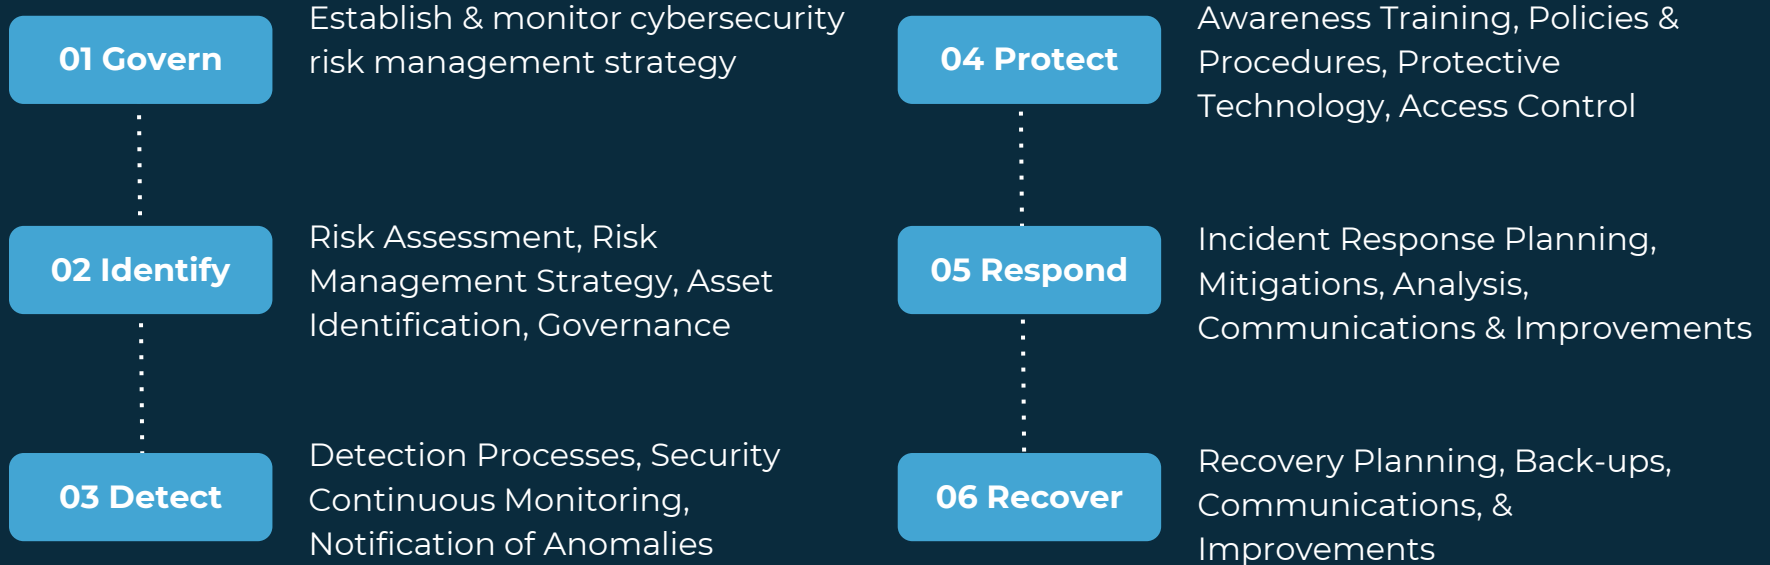 01 Govern
Establish & monitor cybersecurity
risk management strategy
02 Identify
Risk Assessment, Risk
Management Strategy, Asset
Identification, Governance
03 Detect
Detection Processes, Security
Continuous Monitoring,
Notification of Anomalies
04 Protect
Awareness Training, Policies &
Procedures, Protective
Technology, Access Control
05 Respond
Incident Response Planning,
Mitigations, Analysis,
Communications & Improvements
06 Recover
Recovery Planning, Back-ups,
Communications, &
Improvements